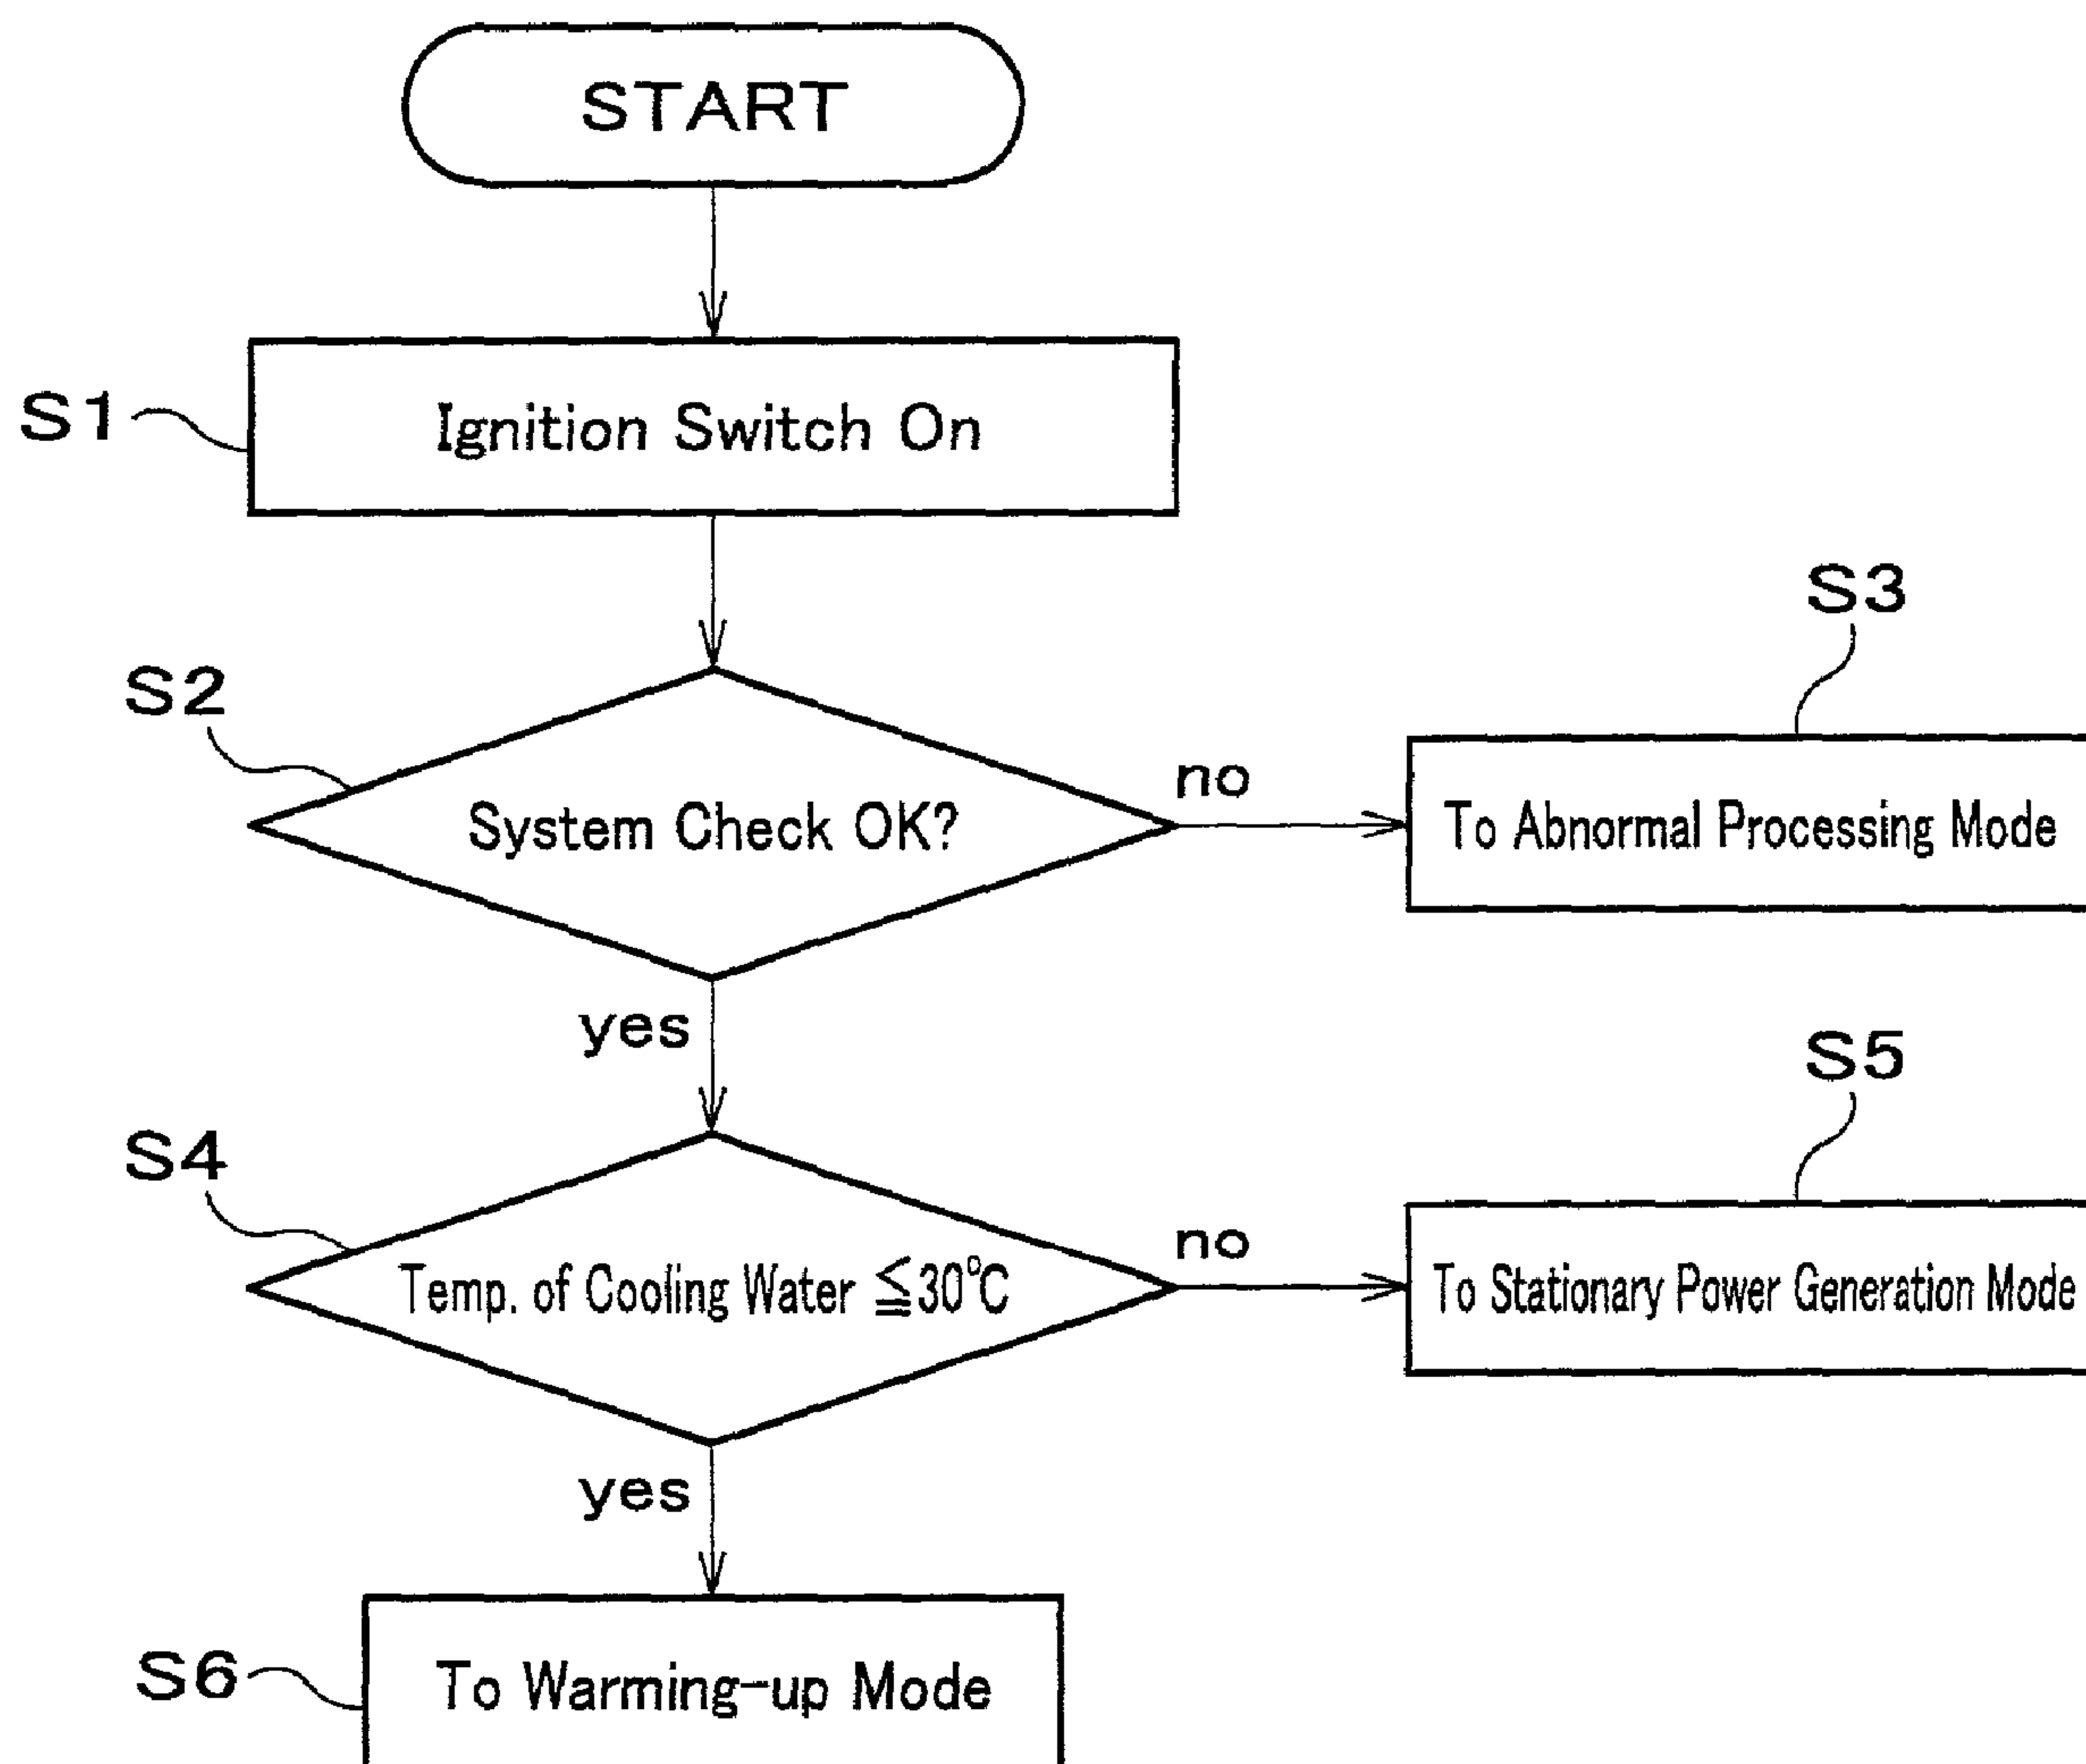 START
S1
Ignition Switch On
S2
System Check OK?
no
S3
To Abnormal Processing Mode
yes
S4
Temp. of Cooling Water ≦30°C
no
S5
To Stationary Power Generation Mode
yes
S6
To Warming-up Mode